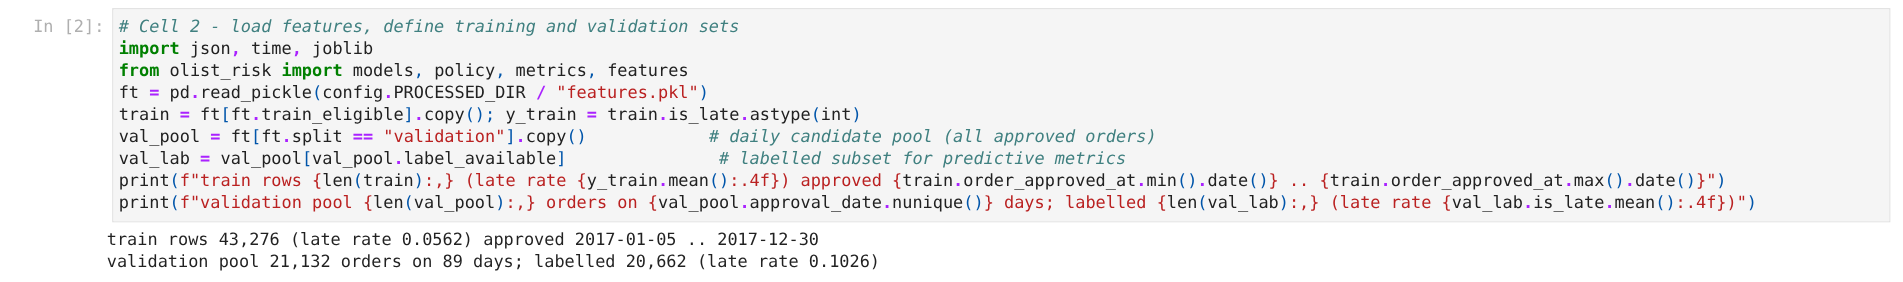 In [2]:
# Cell 2 - load features, define training and validation sets
import json, time, joblib
from olist_risk import models, policy, metrics, features
ft = pd.read_pickle(config.PROCESSED_DIR / "features.pkl")
train = ft[ft.train_eligible].copy(); y_train = train.is_late.astype(int)
val_pool = ft[ft.split == "validation"].copy()            # daily candidate pool (all approved orders)
val_lab = val_pool[val_pool.label_available]               # labelled subset for predictive metrics
print(f"train rows {len(train):,} (late rate {y_train.mean():.4f}) approved {train.order_approved_at.min().date()} .. {train.order_approved_at.max().date()}")
print(f"validation pool {len(val_pool):,} orders on {val_pool.approval_date.nunique()} days; labelled {len(val_lab):,} (late rate {val_lab.is_late.mean():.4f})")
train rows 43,276 (late rate 0.0562) approved 2017-01-05 .. 2017-12-30
validation pool 21,132 orders on 89 days; labelled 20,662 (late rate 0.1026)